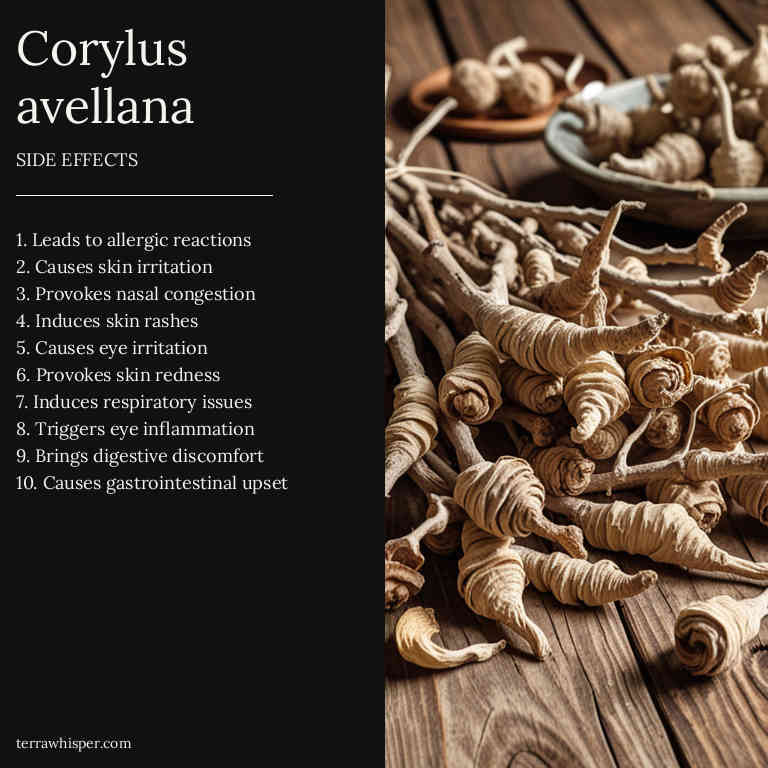 Corylus
avellana
SIDE EFFECTS
1. Leads to allergic reactions
2. Causes skin irritation
3. Provokes nasal congestion
4. Induces skin rashes
5. Causes eye irritation
6. Provokes skin redness
7. Induces respiratory issues
8. Triggers eye inflammation
9. Brings digestive discomfort
10. Causes gastrointestinal upset
terrawhisper.com